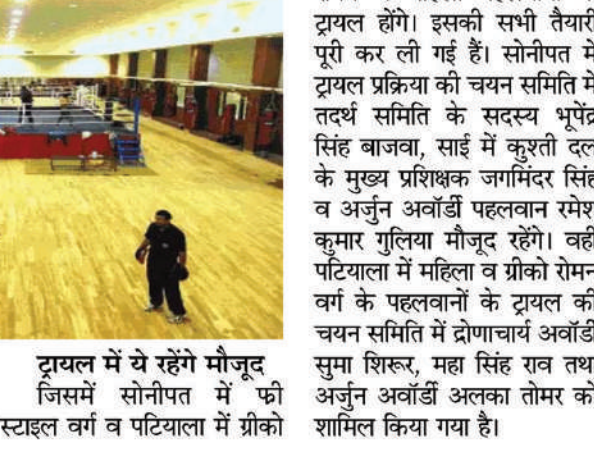 ट्रायल में ये रहेंगे मौजूद
जिसमें सोनीपत में फ्री
स्टाइल वर्ग व पटियाला में ग्रीको
ट्रायल होंगे। इसकी सभी तैयारी
पूरी कर ली गई हैं। सोनीपत में
ट्रायल प्रक्रिया की चयन समिति में
तदर्थ समिति के सदस्य भूपेंद्र
सिंह बाजवा, साई में कुश्ती दल
के मुख्य प्रशिक्षक जगमिंदर सिंह
व अर्जुन अवॉर्डी पहलवान रमेश
कुमार गुलिया मौजूद रहेंगे। वहीं
पटियाला में महिला व ग्रीको रोमन
वर्ग के पहलवानों के ट्रायल की
चयन समिति में द्रोणाचार्य अवॉर्डी
सुमा शिरूर, महा सिंह राव तथा
अर्जुन अवॉर्डी अलका तोमर को
शामिल किया गया है।